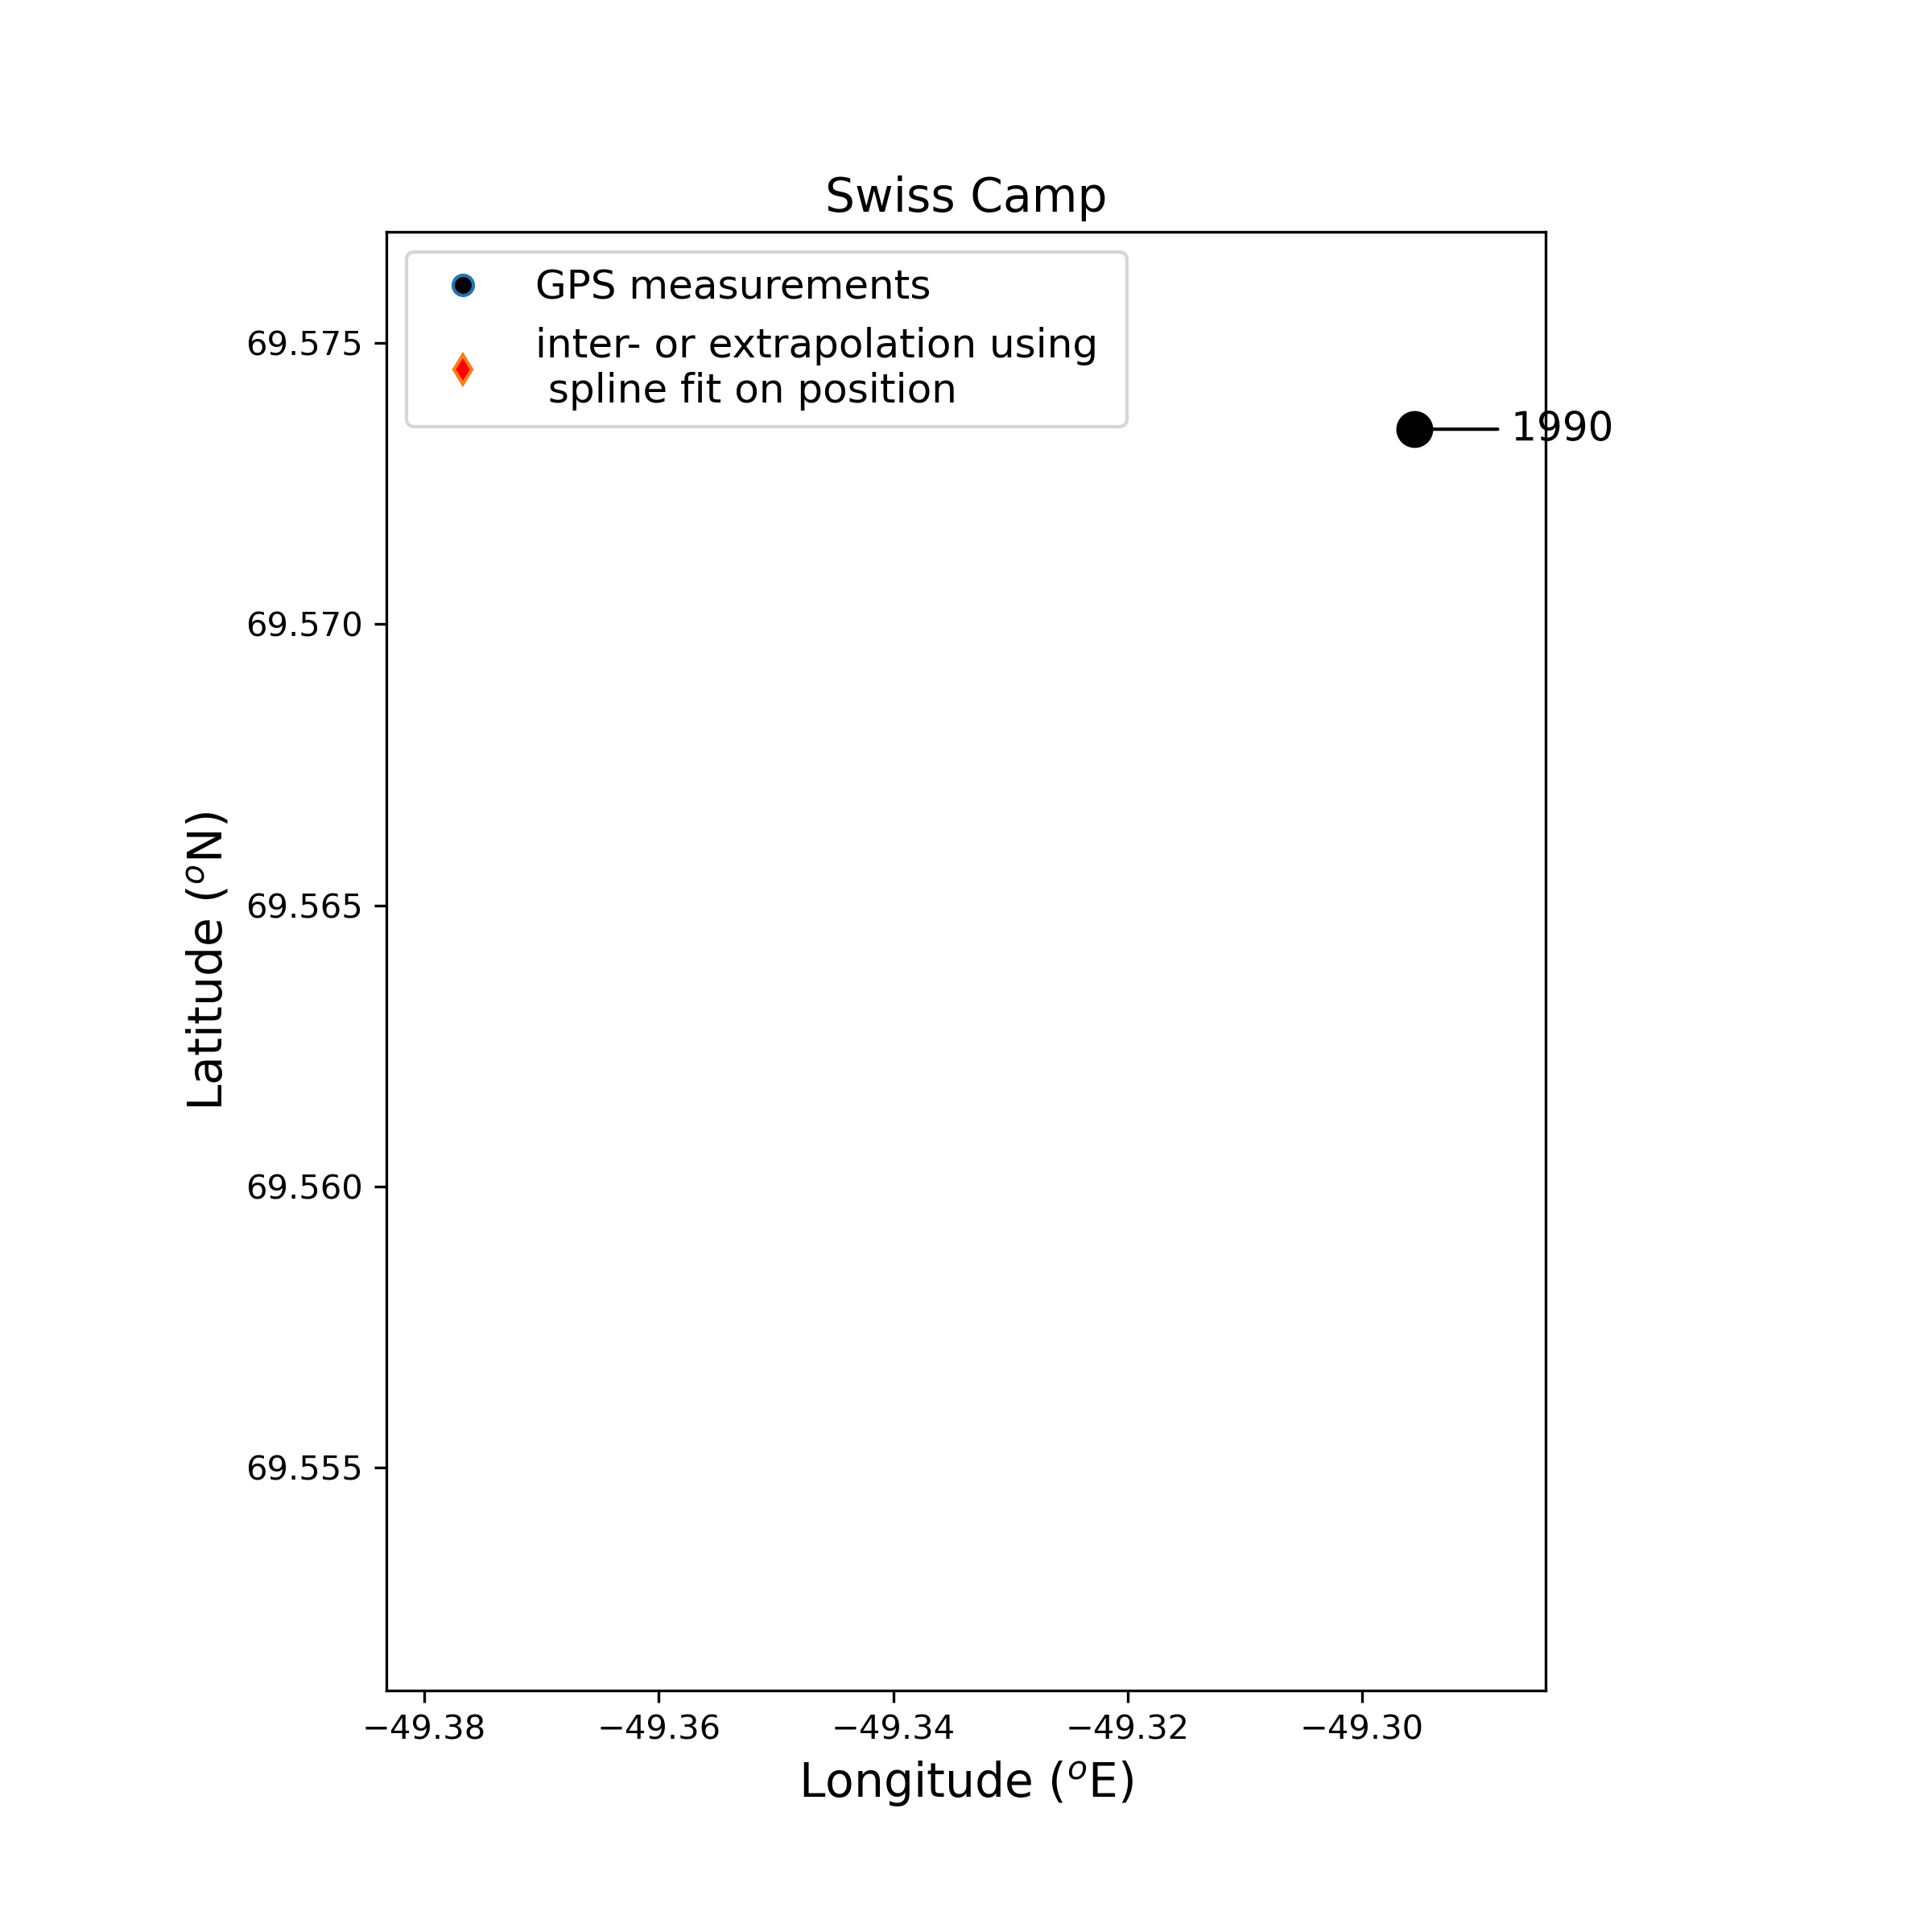 Swiss Camp
GPS measurements
inter- or extrapolation using
spline fit on position
1990
69.575
69.570
69.565
69.560
69.555
Latitude (°N)
−49.38
−49.36
−49.34
−49.32
−49.30
Longitude (°E)